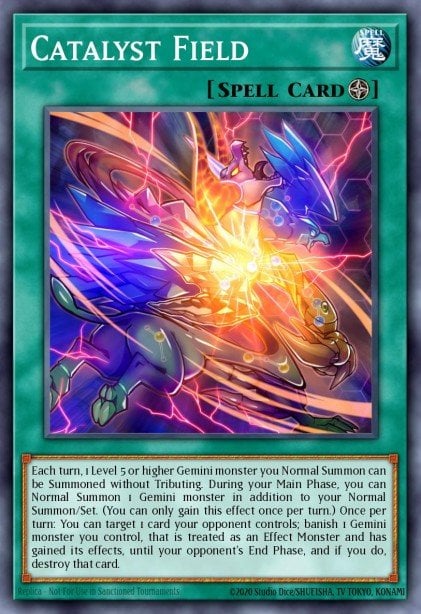 Catalyst Field
SPELL
魔
[Spell Card]
Each turn, 1 Level 5 or higher Gemini monster you Normal Summon can
be Summoned without Tributing. During your Main Phase, you can
Normal Summon 1 Gemini monster in addition to your Normal
Summon/Set. (You can only gain this effect once per turn.) Once per
turn: You can target 1 card your opponent controls; banish 1 Gemini
monster you control, that is treated as an Effect Monster and has
gained its effects, until your opponent's End Phase, and if you do,
destroy that card.
Replica - Not For Use in Sanctioned Tournaments ©2020 Studio Dice/SHUEISHA, TV TOKYO, KONAMI